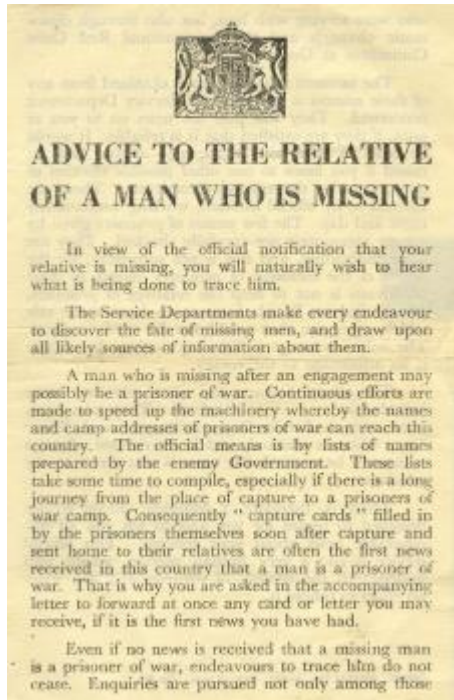 ADVICE TO THE RELATIVE
OF A MAN WHO IS MISSING
In view of the official notification that your
relative is missing, you will naturally wish to hear
what is being done to trace him.
The Service Departments make every endeavour
to discover the fate of missing men, and draw upon
all likely sources of information about them.
A man who is missing after an engagement may
possibly be a prisoner of war. Continuous efforts are
made to speed up the machinery whereby the names
and camp addresses of prisoners of war can reach this
country. The official means is by lists of names
prepared by the enemy Government. These lists
take some time to compile, especially if there is a long
journey from the place of capture to a prisoners of
war camp. Consequently " capture cards " filled in
by the prisoners themselves soon after capture and
sent home to their relatives are often the first news
received in this country that a man is a prisoner of
war. That is why you are asked in the accompanying
letter to forward at once any card or letter you may
receive, if it is the first news you have had.
Even if no news is received that a missing man
is a prisoner of war, endeavours to trace him do not
cease. Enquiries are pursued not only among those